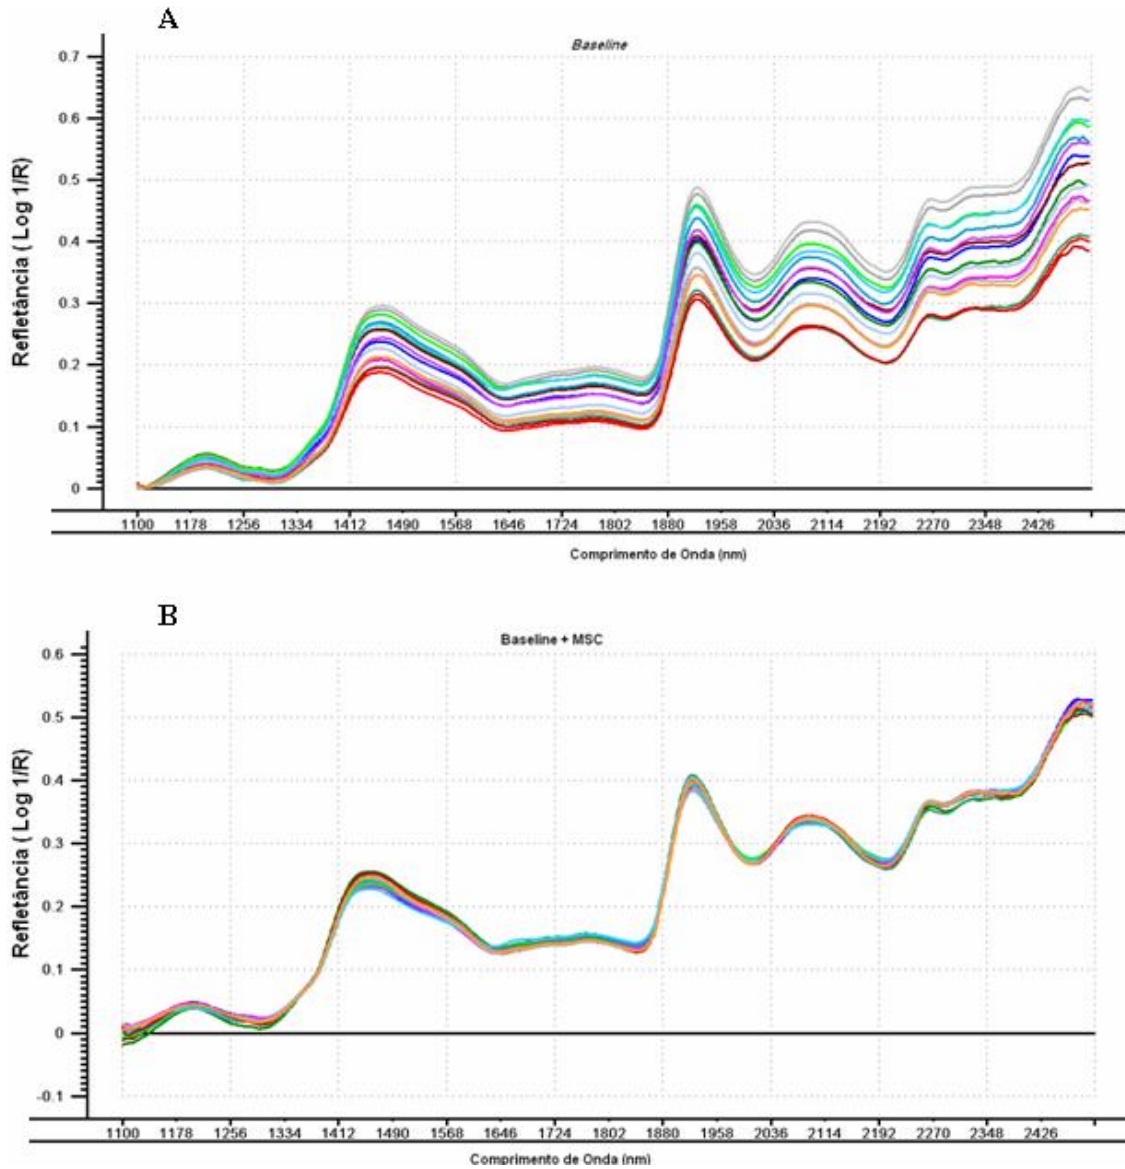 A
Baseline
0.7
0.6
0.5
0.4
0.3
0.2
0.1
0
Refletância ( Log 1/R)
1100 1178 1256 1334 1412 1490 1568 1646 1724 1802 1880 1958 2036 2114 2192 2270 2348 2426
Comprimento de Onda (nm)
B
Baseline + MSC
0.6
0.5
0.4
0.3
0.2
0.1
0
-0.1
Refletância ( Log 1/R)
1100 1178 1256 1334 1412 1490 1568 1646 1724 1802 1880 1958 2036 2114 2192 2270 2348 2426
Comprimento de Onda (nm)